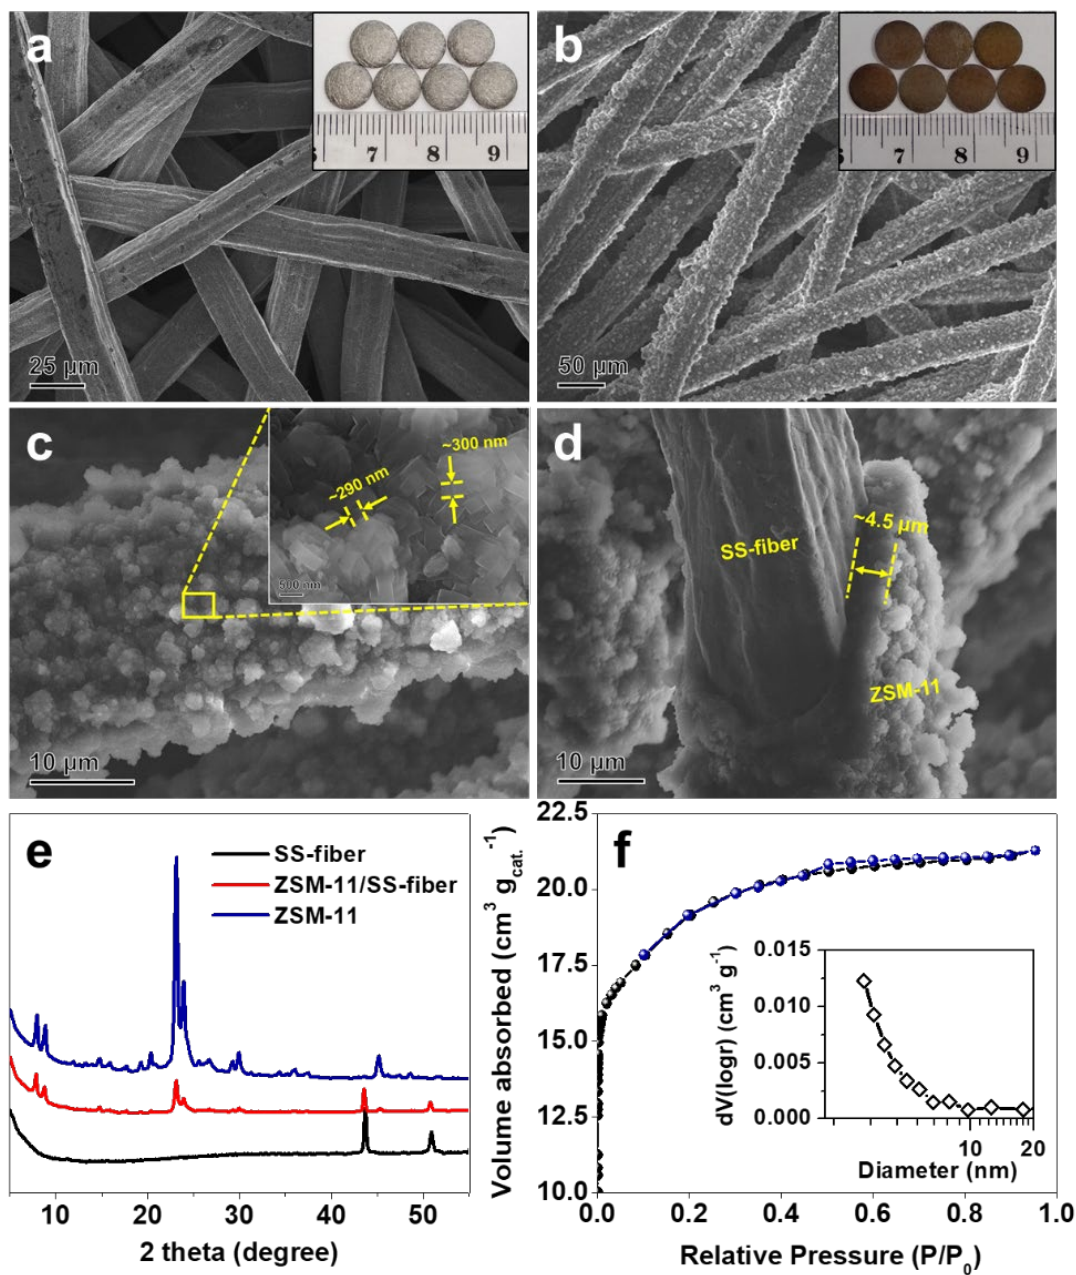 a
7 8 9
25 μm
b
7 8 9
50 μm
c
~300 nm
~290 nm
500 nm
10 μm
d
SS-fiber
~4.5 μm
ZSM-11
10 μm
e
SS-fiber
ZSM-11/SS-fiber
ZSM-11
10 20 30 40 50
2 theta (degree)
f
Volume absorbed (cm³ g_cat.⁻¹)
22.5
20.0
17.5
15.0
12.5
10.0
0.0 0.2 0.4 0.6 0.8 1.0
Relative Pressure (P/P₀)
dV(logr) (cm³ g⁻¹)
0.015
0.010
0.005
0.000
10 20
Diameter (nm)